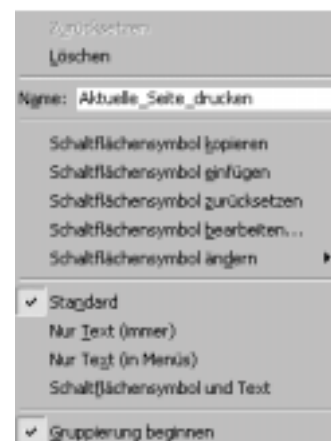 Zurücksetzen
Löschen
Name: Aktuelle_Seite_drucken
Schaltflächensymbol kopieren
Schaltflächensymbol einfügen
Schaltflächensymbol zurücksetzen
Schaltflächensymbol bearbeiten...
Schaltflächensymbol ändern
Standard
Nur Text (immer)
Nur Text (in Menüs)
Schaltflächensymbol und Text
Gruppierung beginnen